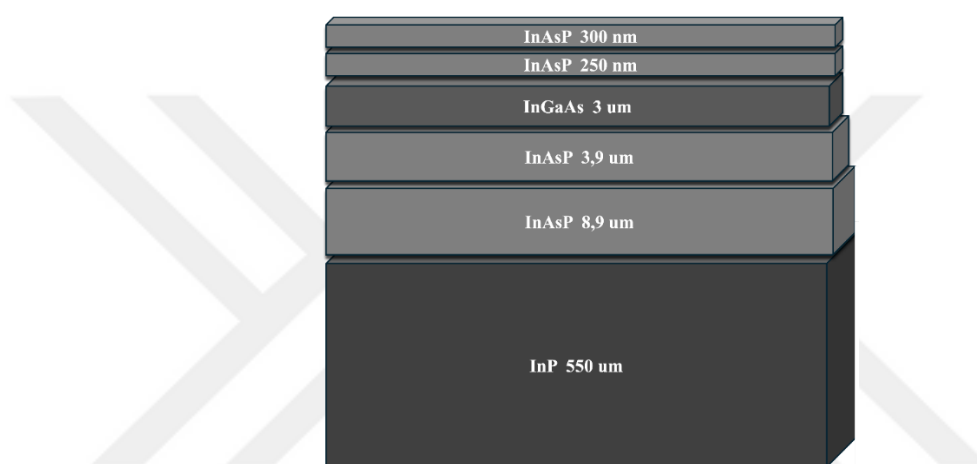 InAsP 300 nm
InAsP 250 nm
InGaAs 3 um
InAsP 3,9 um
InAsP 8,9 um
InP 550 um